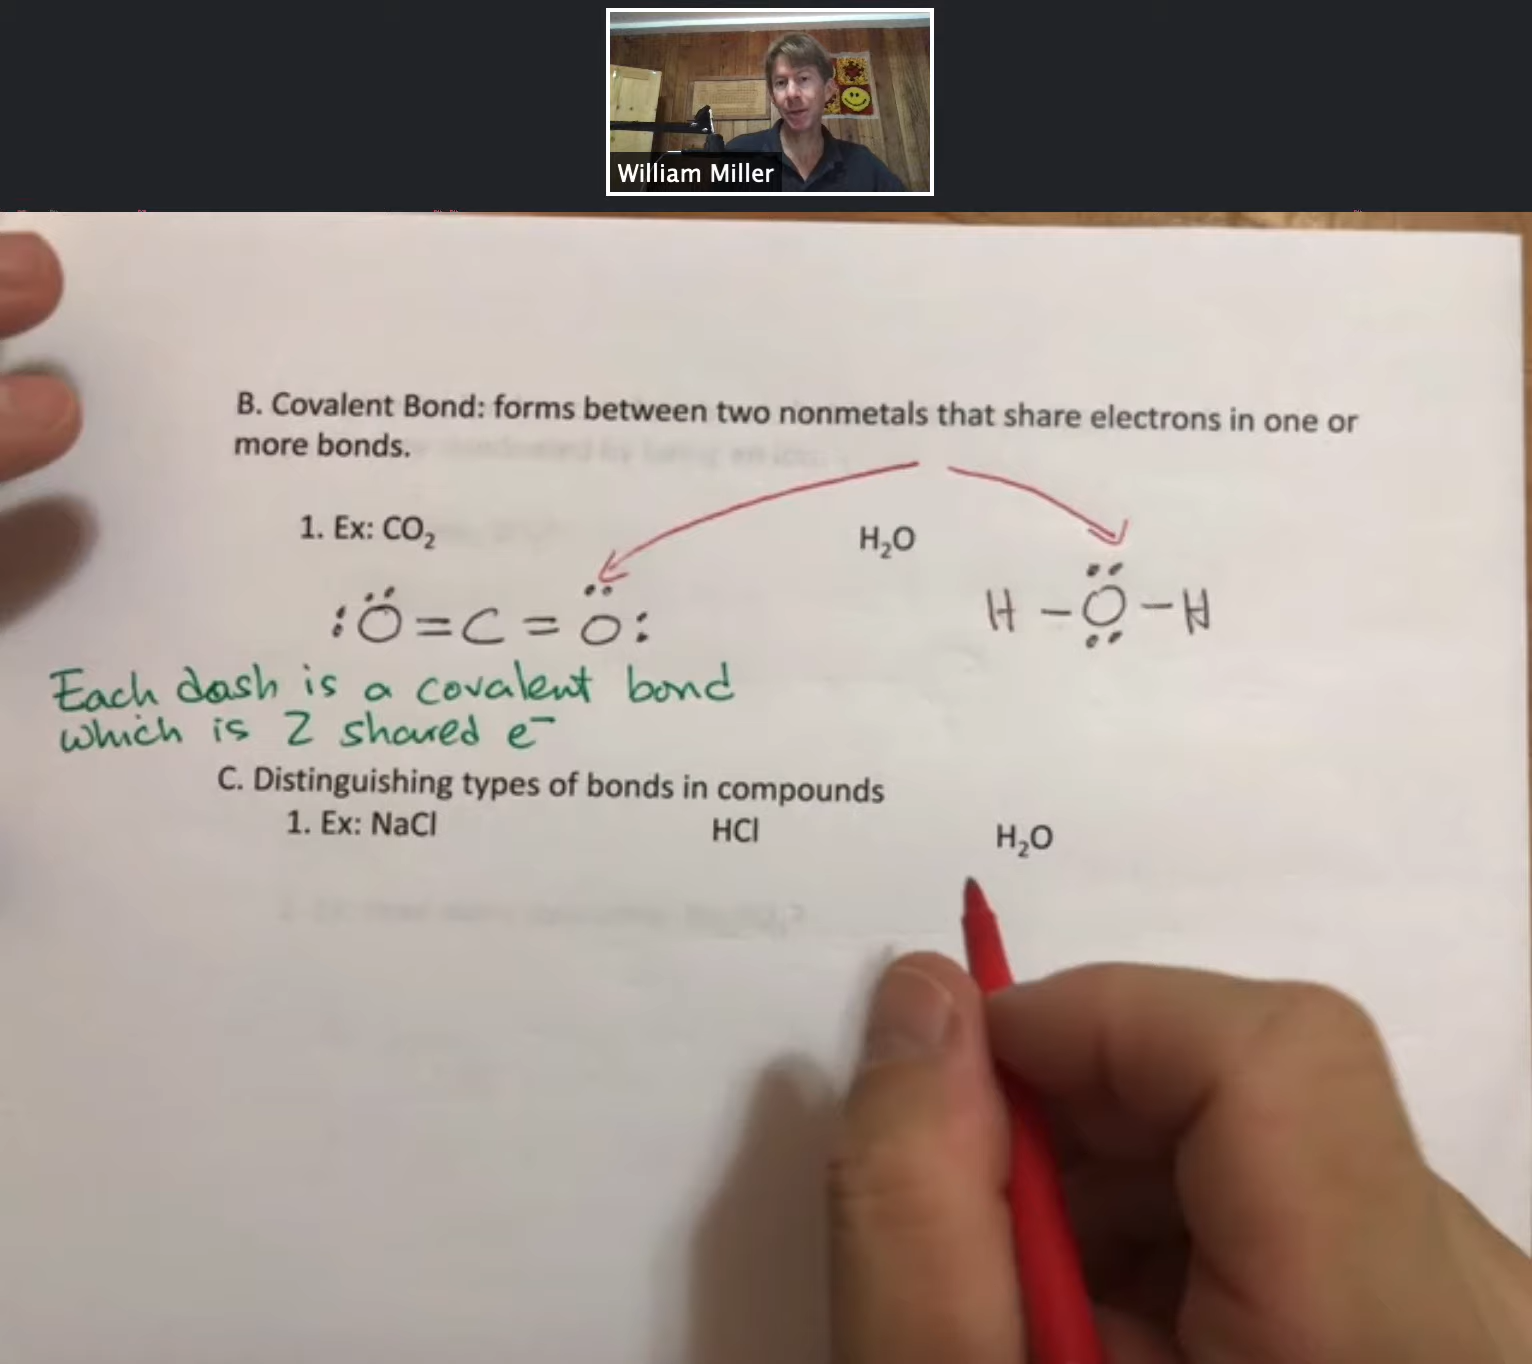 William Miller
B. Covalent Bond: forms between two nonmetals that share electrons in one or
more bonds.
1. Ex: CO₂
H₂O
:Ö=C=Ö:
H-Ö-H
Each dash is a covalent bond
which is 2 shared e⁻
C. Distinguishing types of bonds in compounds
1. Ex: NaCl HCl H₂O